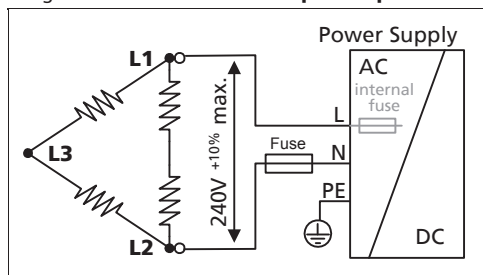 Power Supply
L1
AC
internal
fuse
L
240V +10% max.
Fuse
N
L3
PE
L2
DC